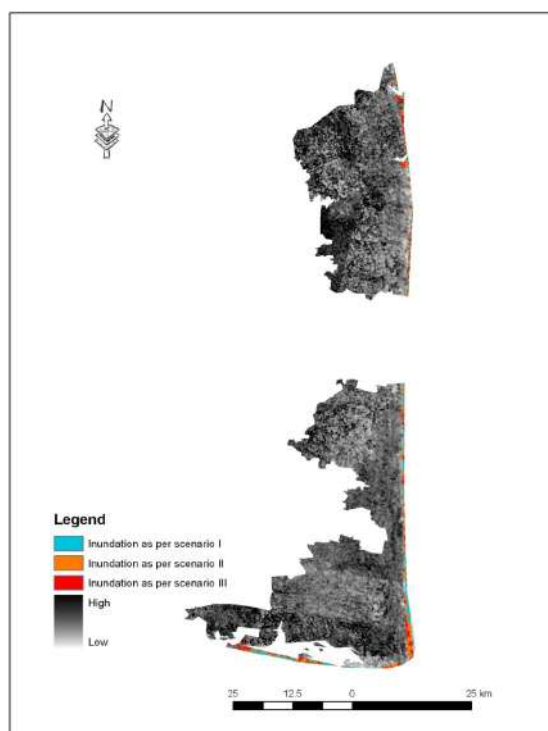 N
Legend
Inundation as per scenario I
Inundation as per scenario II
Inundation as per scenario III
High
Low
25 12.5 0 25 km